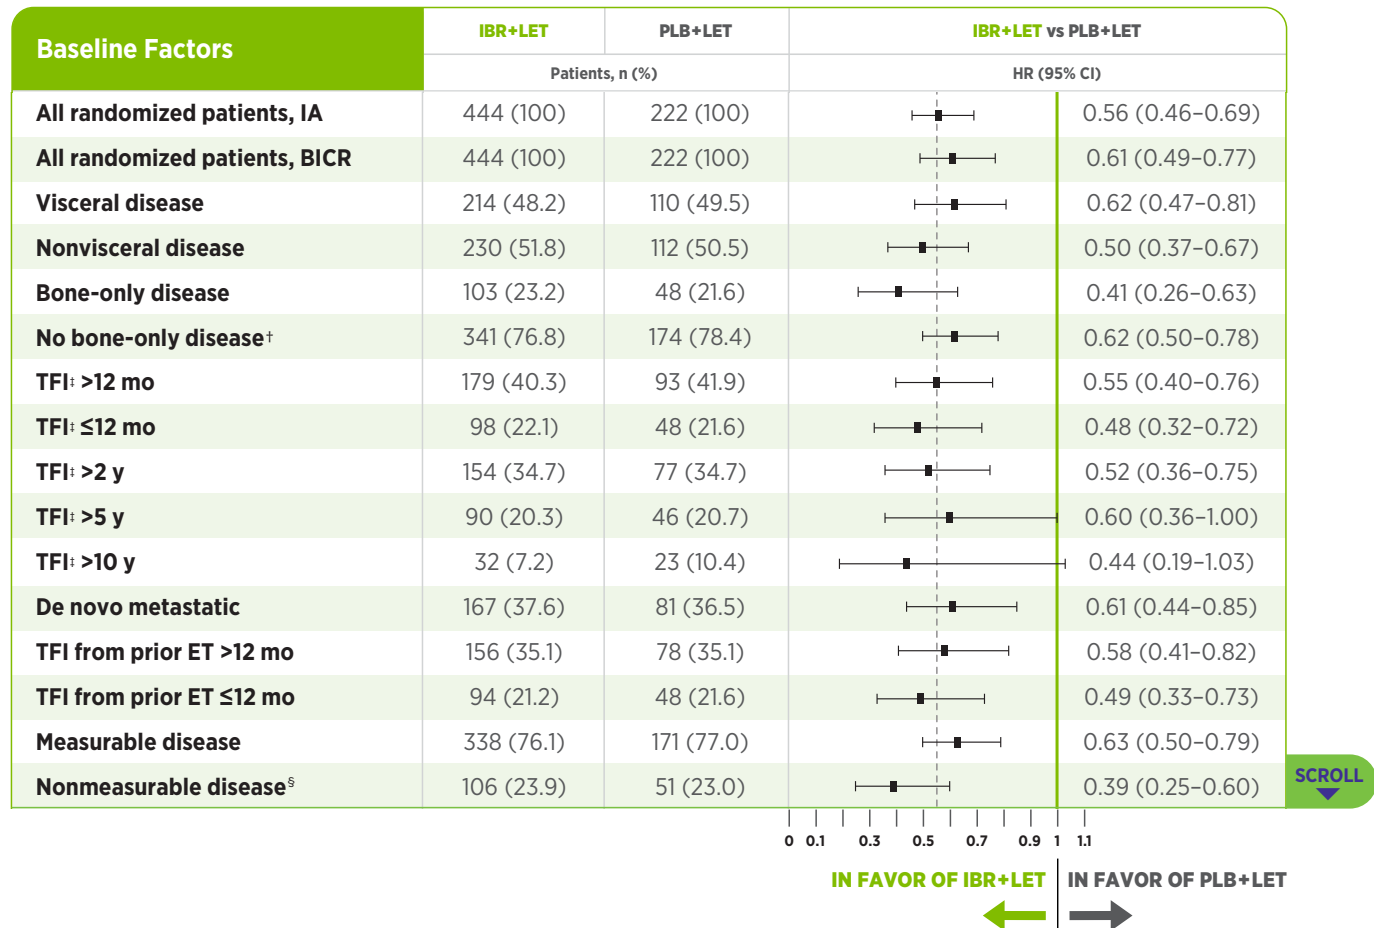 Baseline Factors IBR+LET PLB+LET IBR+LET vs PLB+LET
Patients, n (%) HR (95% CI)
All randomized patients, IA 444 (100) 222 (100) 0.56 (0.46–0.69)
All randomized patients, BICR 444 (100) 222 (100) 0.61 (0.49–0.77)
Visceral disease 214 (48.2) 110 (49.5) 0.62 (0.47–0.81)
Nonvisceral disease 230 (51.8) 112 (50.5) 0.50 (0.37–0.67)
Bone-only disease 103 (23.2) 48 (21.6) 0.41 (0.26–0.63)
No bone-only disease† 341 (76.8) 174 (78.4) 0.62 (0.50–0.78)
TFI‡ >12 mo 179 (40.3) 93 (41.9) 0.55 (0.40–0.76)
TFI‡ ≤12 mo 98 (22.1) 48 (21.6) 0.48 (0.32–0.72)
TFI‡ >2 y 154 (34.7) 77 (34.7) 0.52 (0.36–0.75)
TFI‡ >5 y 90 (20.3) 46 (20.7) 0.60 (0.36–1.00)
TFI‡ >10 y 32 (7.2) 23 (10.4) 0.44 (0.19–1.03)
De novo metastatic 167 (37.6) 81 (36.5) 0.61 (0.44–0.85)
TFI from prior ET >12 mo 156 (35.1) 78 (35.1) 0.58 (0.41–0.82)
TFI from prior ET ≤12 mo 94 (21.2) 48 (21.6) 0.49 (0.33–0.73)
Measurable disease 338 (76.1) 171 (77.0) 0.63 (0.50–0.79)
Nonmeasurable disease§ 106 (23.9) 51 (23.0) 0.39 (0.25–0.60)
SCROLL
0 0.1 0.3 0.5 0.7 0.9 1 1.1
IN FAVOR OF IBR+LET IN FAVOR OF PLB+LET